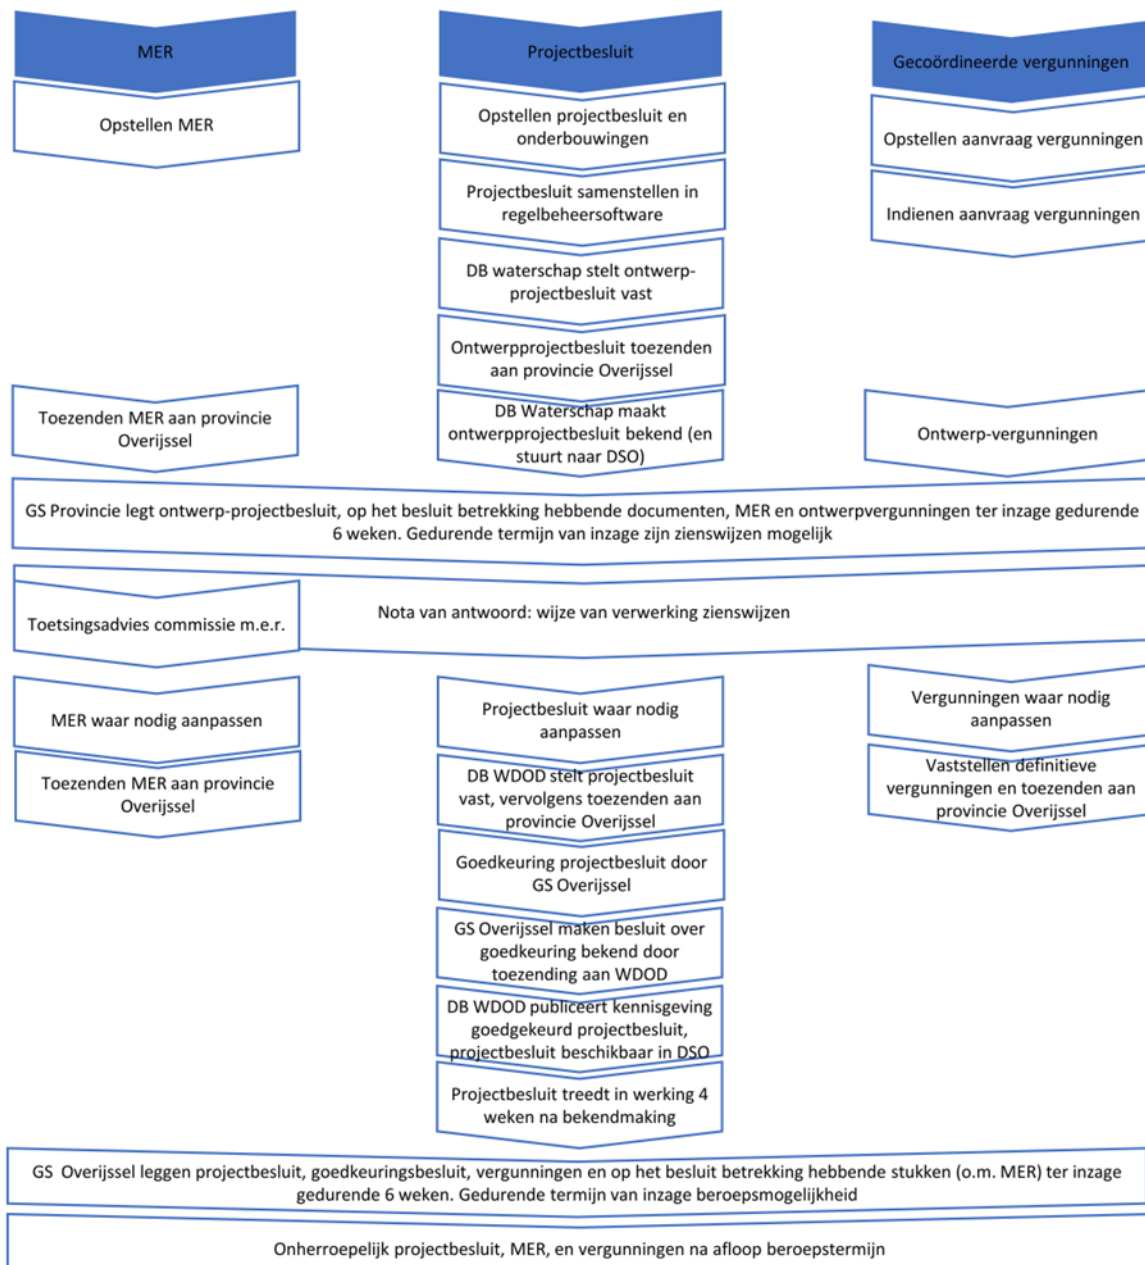 MER
Projectbesluit
Gecoördineerde vergunningen
Opstellen MER
Opstellen projectbesluit en
onderbouwingen
Opstellen aanvraag vergunningen
Projectbesluit samenstellen in
regelbeheersoftware
Indienen aanvraag vergunningen
DB waterschap stelt ontwerp-
projectbesluit vast
Ontwerpprojectbesluit toezenden
aan provincie Overijssel
Toezenden MER aan provincie
Overijssel
DB Waterschap maakt
ontwerpprojectbesluit bekend (en
stuurt naar DSO)
Ontwerp-vergunningen
GS Provincie legt ontwerp-projectbesluit, op het besluit betrekking hebbende documenten, MER en ontwerpvergunningen ter inzage gedurende
6 weken. Gedurende termijn van inzage zijn zienswijzen mogelijk
Toetsingsadvies commissie m.e.r.
Nota van antwoord: wijze van verwerking zienswijzen
MER waar nodig aanpassen
Projectbesluit waar nodig
aanpassen
Vergunningen waar nodig
aanpassen
Toezenden MER aan provincie
Overijssel
DB WDOD stelt projectbesluit
vast, vervolgens toezenden aan
provincie Overijssel
Vaststellen definitieve
vergunningen en toezenden aan
provincie Overijssel
Goedkeuring projectbesluit door
GS Overijssel
GS Overijssel maken besluit over
goedkeuring bekend door
toezending aan WDOD
DB WDOD publiceert kennisgeving
goedgekeurd projectbesluit,
projectbesluit beschikbaar in DSO
Projectbesluit treedt in werking 4
weken na bekendmaking
GS Overijssel leggen projectbesluit, goedkeuringsbesluit, vergunningen en op het besluit betrekking hebbende stukken (o.m. MER) ter inzage
gedurende 6 weken. Gedurende termijn van inzage beroepsmogelijkheid
Onherroepelijk projectbesluit, MER, en vergunningen na afloop beroepstermijn